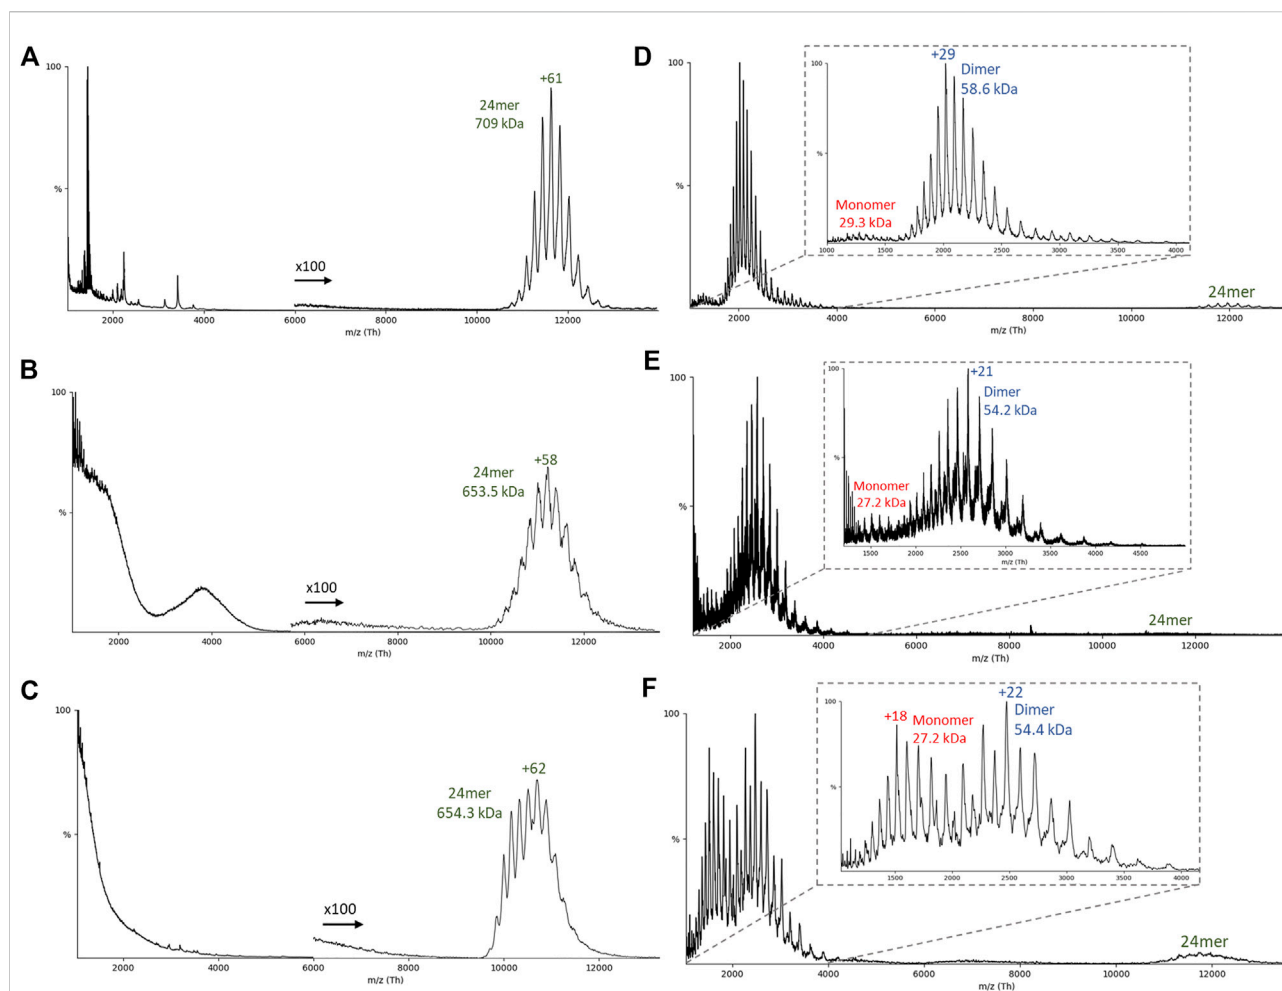 A
100
%
24mer
709 kDa
+61
x100
2000
4000
6000
8000
10000
12000
m/z (Th)
D
100
%
100
%
+29
Dimer
58.6 kDa
Monomer
29.3 kDa
1000
1500
2000
2500
3000
3500
4000
m/z (Th)
24mer
2000
4000
6000
8000
10000
12000
m/z (Th)
B
100
%
24mer
653.5 kDa
+58
x100
2000
4000
6000
8000
10000
12000
m/z (Th)
E
100
%
100
%
+21
Dimer
54.2 kDa
Monomer
27.2 kDa
1500
2000
2500
3000
3500
4000
4500
m/z (Th)
24mer
2000
4000
6000
8000
10000
12000
m/z (Th)
C
100
%
24mer
654.3 kDa
+62
x100
2000
4000
6000
8000
10000
12000
m/z (Th)
F
100
%
100
%
+18
Monomer
27.2 kDa
+22
Dimer
54.4 kDa
1500
2000
2500
3000
3500
4000
m/z (Th)
24mer
2000
4000
6000
8000
10000
12000
m/z (Th)